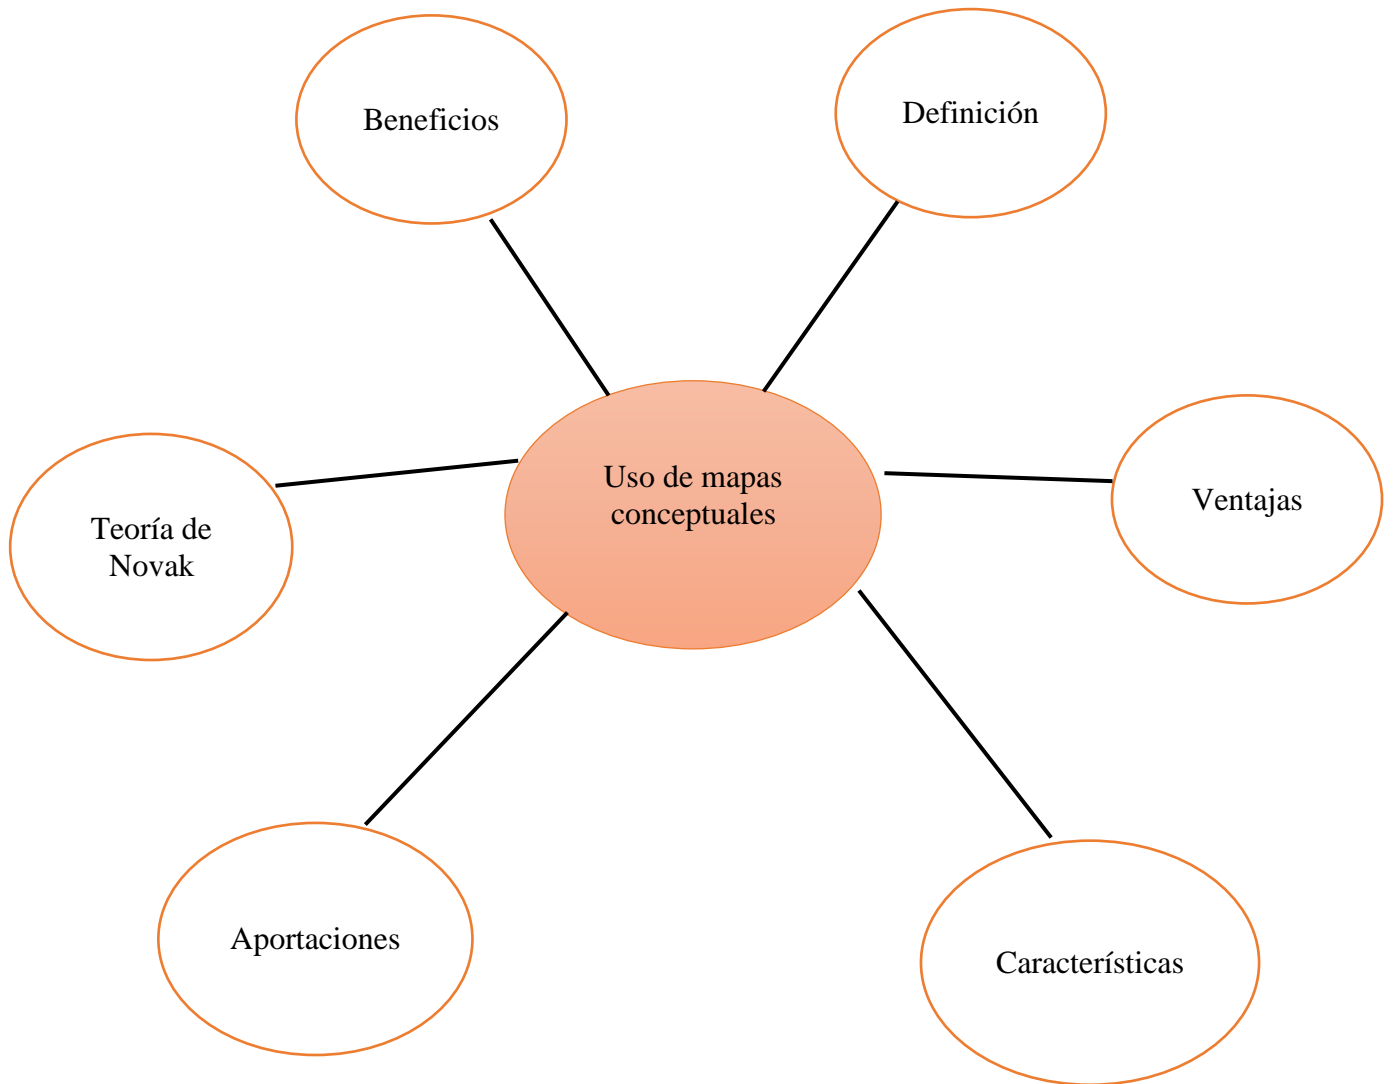 Beneficios
Definición
Uso de mapas
conceptuales
Ventajas
Teoría de
Novak
Aportaciones
Características